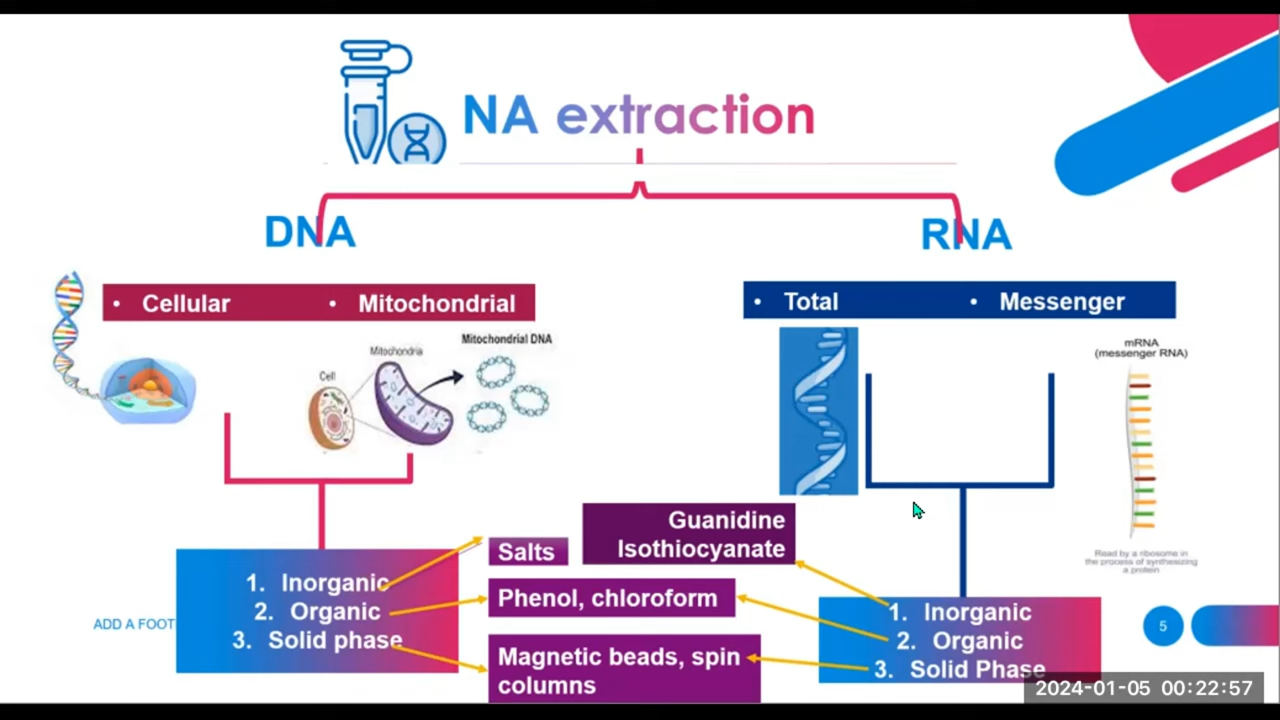 NA extraction
DNA
RNA
• Cellular • Mitochondrial
• Total • Messenger
Mitochondrial DNA
Mitochondria
Cell
mRNA
(messenger RNA)
Read by a ribosome in
the process of synthesizing
a protein
Guanidine
Isothiocyanate
Salts
Phenol, chloroform
Magnetic beads, spin
columns
1. Inorganic
2. Organic
3. Solid phase
1. Inorganic
2. Organic
3. Solid Phase
ADD A FOOT
5
2024-01-05 00:22:57